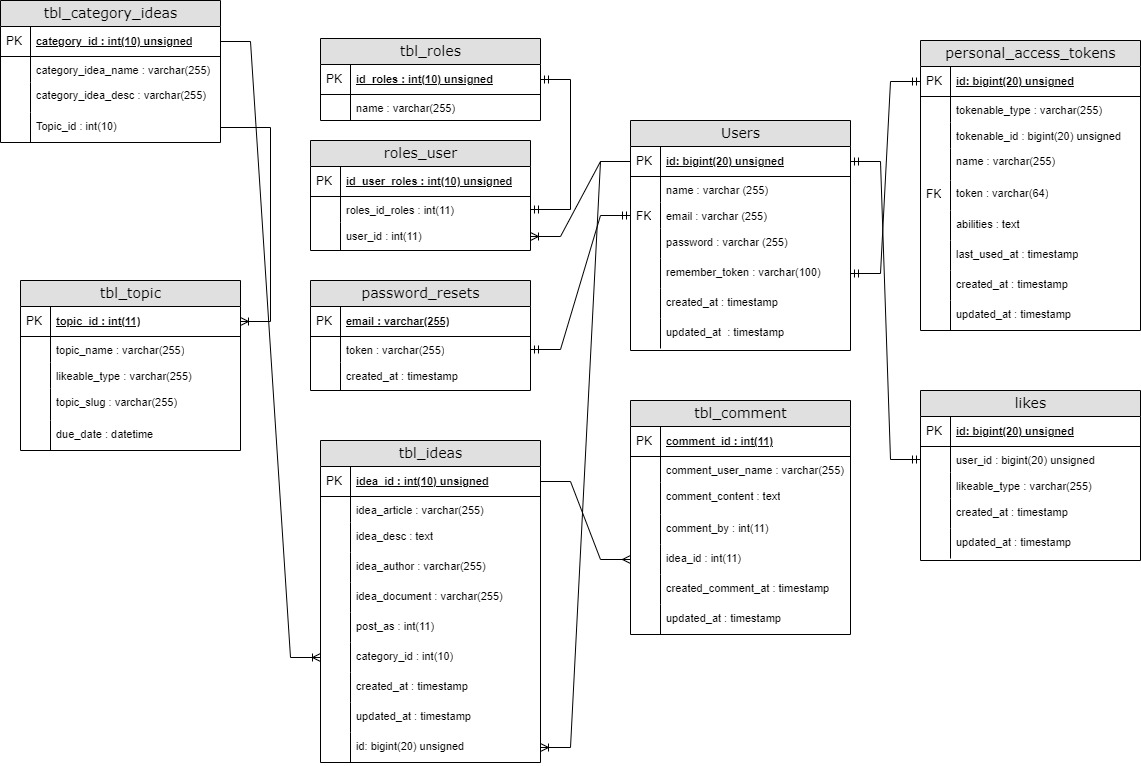 tbl_category_ideas
PK category_id : int(10) unsigned
category_idea_name : varchar(255)
category_idea_desc : varchar(255)
Topic_id : int(10)
tbl_roles
PK id_roles : int(10) unsigned
name : varchar(255)
roles_user
PK id_user_roles : int(10) unsigned
roles_id_roles : int(11)
user_id : int(11)
Users
PK id: bigint(20) unsigned
name : varchar (255)
FK email : varchar (255)
password : varchar (255)
remember_token : varchar(100)
created_at : timestamp
updated_at  : timestamp
personal_access_tokens
PK id: bigint(20) unsigned
tokenable_type : varchar(255)
tokenable_id : bigint(20) unsigned
name : varchar(255)
FK token : varchar(64)
abilities : text
last_used_at : timestamp
created_at : timestamp
updated_at : timestamp
tbl_topic
PK topic_id : int(11)
topic_name : varchar(255)
likeable_type : varchar(255)
topic_slug : varchar(255)
due_date : datetime
password_resets
PK email : varchar(255)
token : varchar(255)
created_at : timestamp
tbl_ideas
PK idea_id : int(10) unsigned
idea_article : varchar(255)
idea_desc : text
idea_author : varchar(255)
idea_document : varchar(255)
post_as : int(11)
category_id : int(10)
created_at : timestamp
updated_at : timestamp
id: bigint(20) unsigned
tbl_comment
PK comment_id : int(11)
comment_user_name : varchar(255)
comment_content : text
comment_by : int(11)
idea_id : int(11)
created_comment_at : timestamp
updated_at : timestamp
likes
PK id: bigint(20) unsigned
user_id : bigint(20) unsigned
likeable_type : varchar(255)
created_at : timestamp
updated_at : timestamp